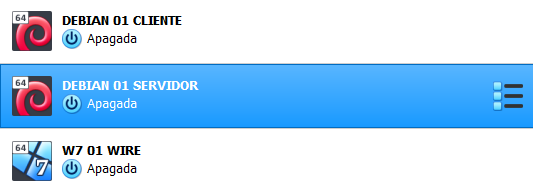 64
DEBIAN 01 CLIENTE
Apagada
64
DEBIAN 01 SERVIDOR
Apagada
64
7
W7 01 WIRE
Apagada